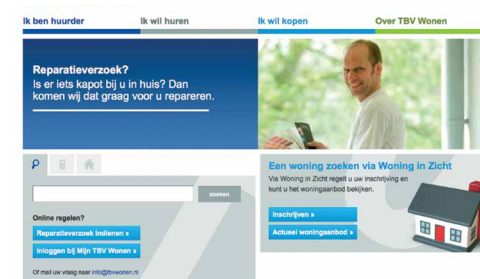 Ik ben huurder
Ik wil huren
Ik wil kopen
Over TBV Wonen
Reparatieverzoek?
Is er iets kapot bij u in huis? Dan
komen wij dat graag voor u repareren.
zoeken
Online regelen?
Reparatieverzoek indienen »
Inloggen bij Mijn TBV Wonen »
Of mail uw vraag naar info@tbvwonen.nl
Een woning zoeken via Woning in Zicht
Via Woning in Zicht regelt u uw inschrijving en
kunt u het woningaanbod bekijken.
Inschrijven »
Actueel woningaanbod »